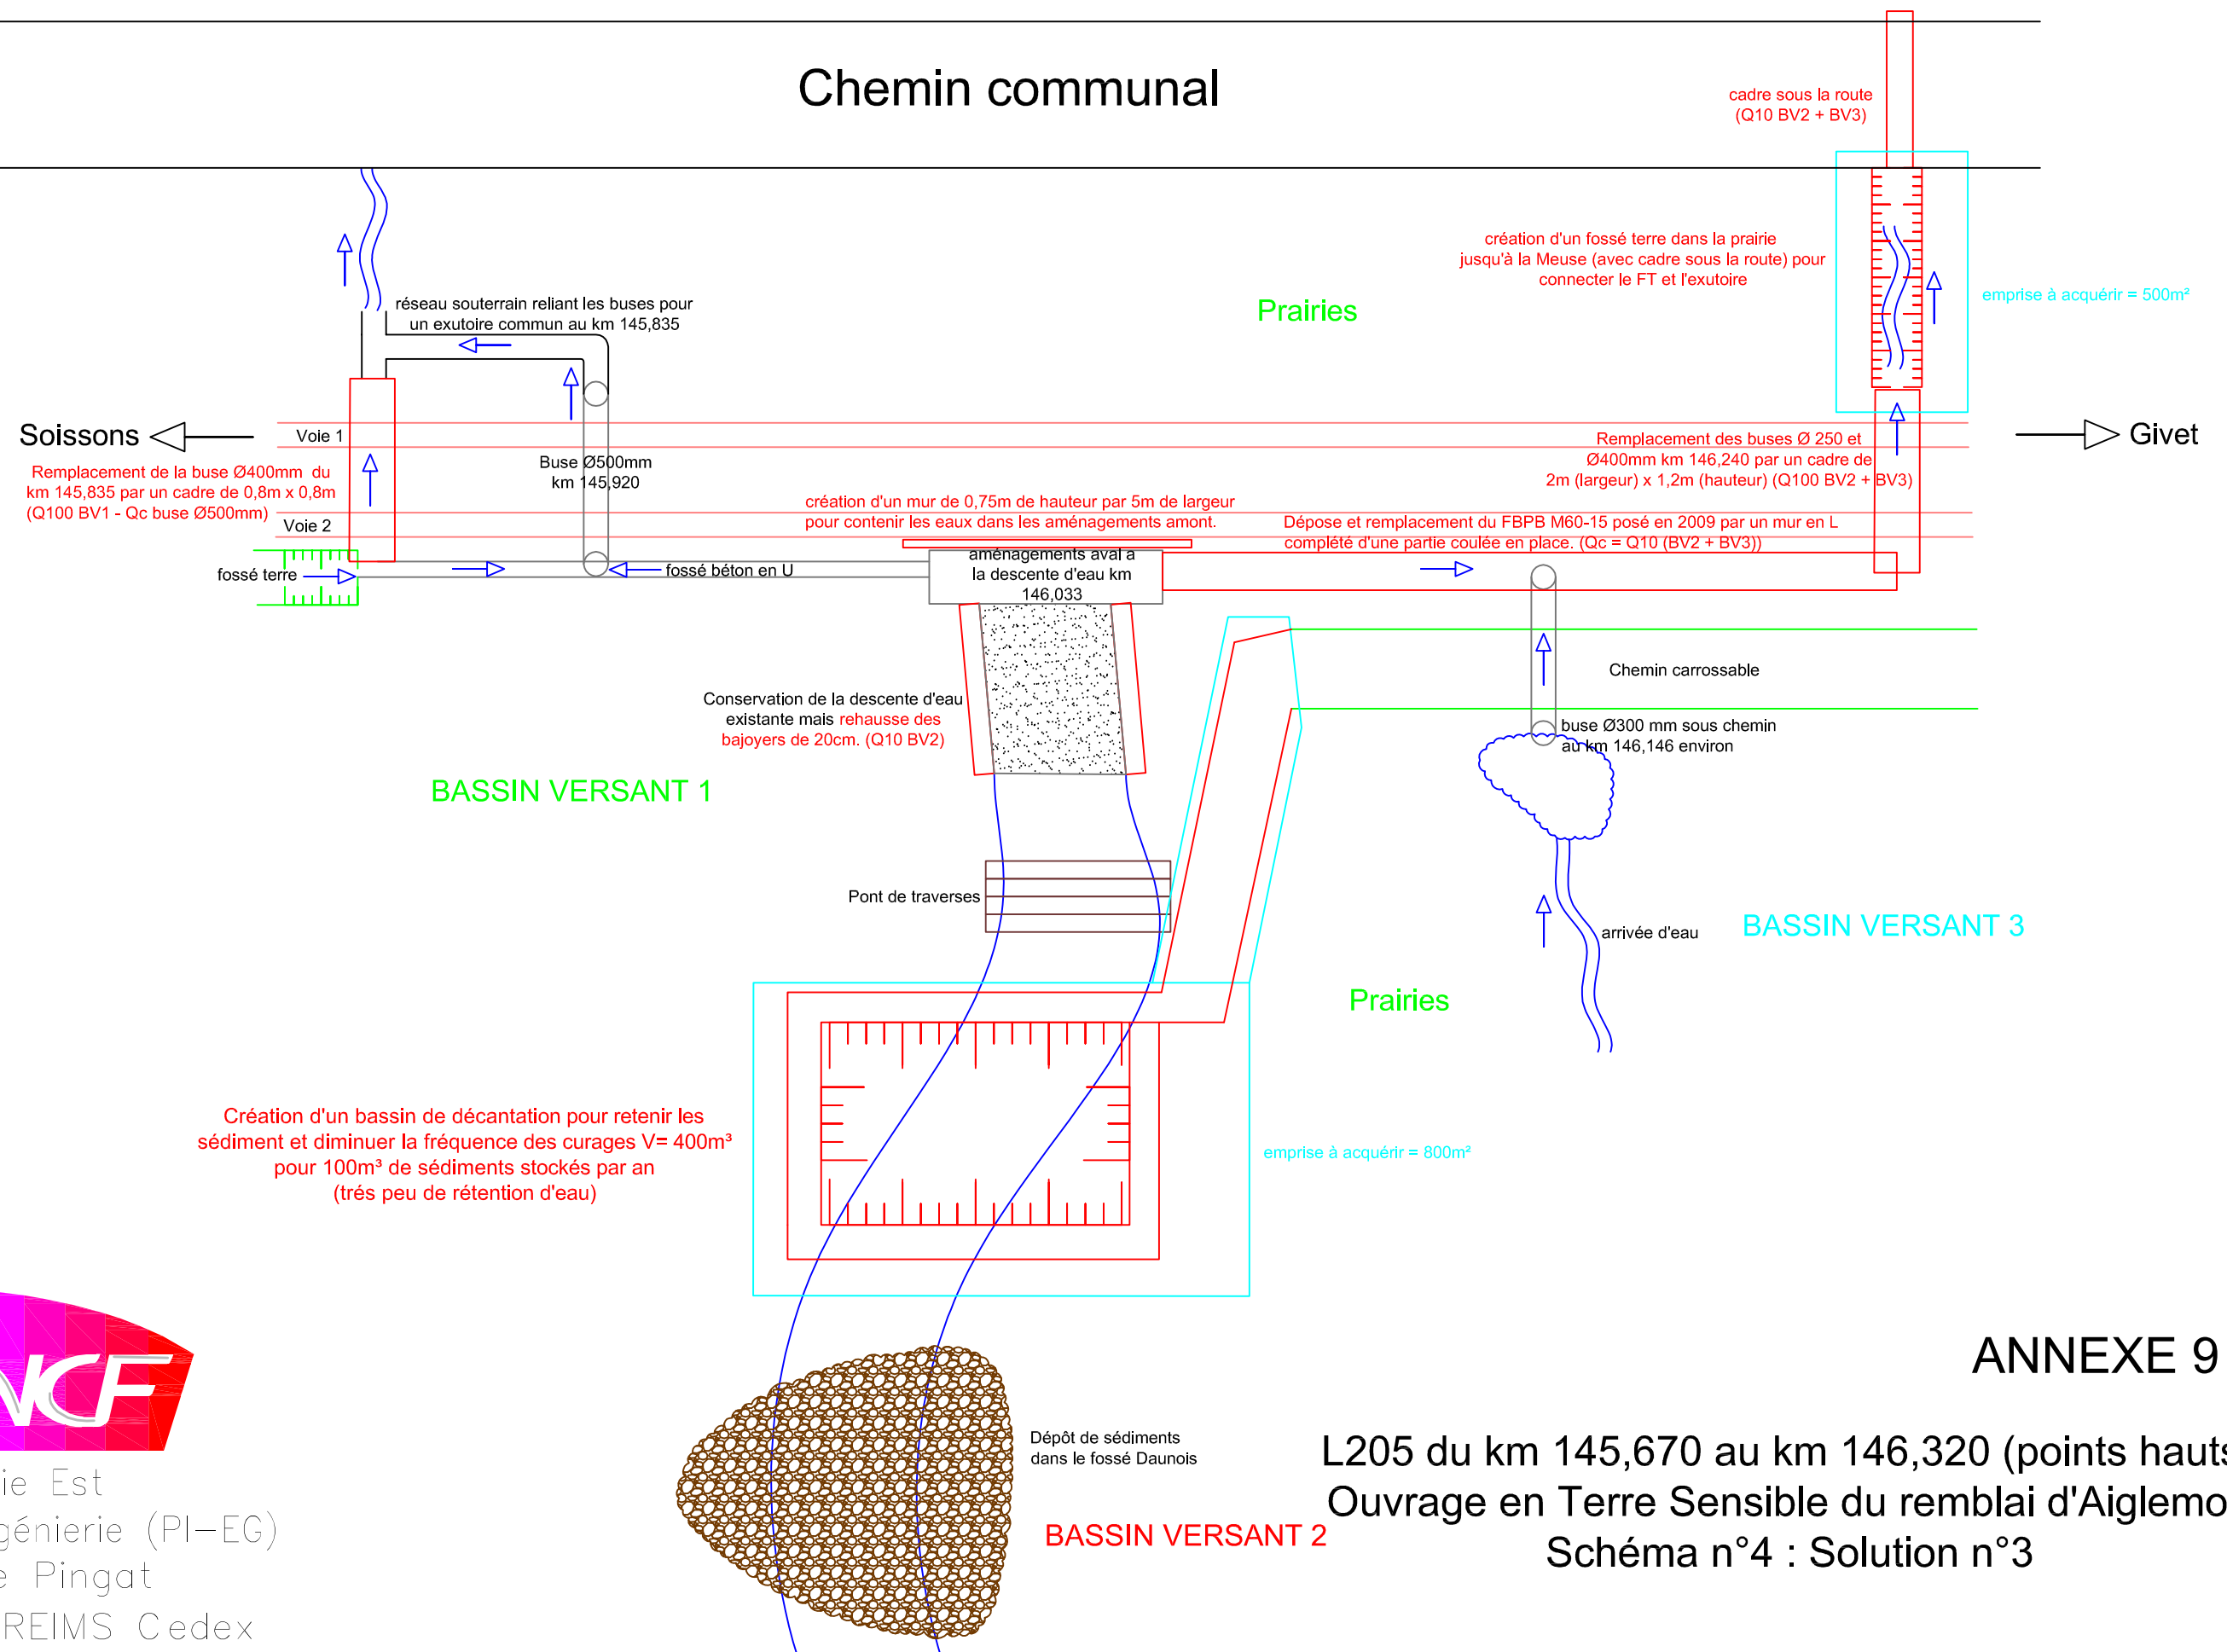 Chemin communal
cadre sous la route
(Q10 BV2 + BV3)
création d'un fossé terre dans la prairie
jusqu'à la Meuse (avec cadre sous la route) pour
connecter le FT et l'exutoire
emprise à acquérir = 500m²
Prairies
réseau souterrain reliant les buses pour
un exutoire commun au km 145,835
Soissons
Voie 1
Givet
Remplacement de la buse Ø400mm du
km 145,835 par un cadre de 0,8m x 0,8m
(Q100 BV1 - Qc buse Ø500mm)
Buse Ø500mm
km 145,920
Remplacement des buses Ø 250 et
Ø400mm km 146,240 par un cadre de
2m (largeur) x 1,2m (hauteur) (Q100 BV2 + BV3)
Voie 2
création d'un mur de 0,75m de hauteur par 5m de largeur
pour contenir les eaux dans les aménagements amont.
Dépose et remplacement du FBPB M60-15 posé en 2009 par un mur en L
complété d'une partie coulée en place. (Qc = Q10 (BV2 + BV3))
fossé terre
fossé béton en U
aménagements aval a
la descente d'eau km
146,033
Chemin carrossable
Conservation de la descente d'eau
existante mais rehausse des
bajoyers de 20cm. (Q10 BV2)
buse Ø300 mm sous chemin
au km 146,146 environ
BASSIN VERSANT 1
Pont de traverses
arrivée d'eau
BASSIN VERSANT 3
Prairies
Création d'un bassin de décantation pour retenir les
sédiment et diminuer la fréquence des curages V= 400m³
pour 100m³ de sédiments stockés par an
(trés peu de rétention d'eau)
emprise à acquérir = 800m²
Dépôt de sédiments
dans le fossé Daunois
BASSIN VERSANT 2
ANNEXE 9
L205 du km 145,670 au km 146,320 (points hauts
Ouvrage en Terre Sensible du remblai d'Aiglemo
Schéma n°4 : Solution n°3
NCF
ie Est
génierie (PI-EG)
e Pingat
REIMS Cedex